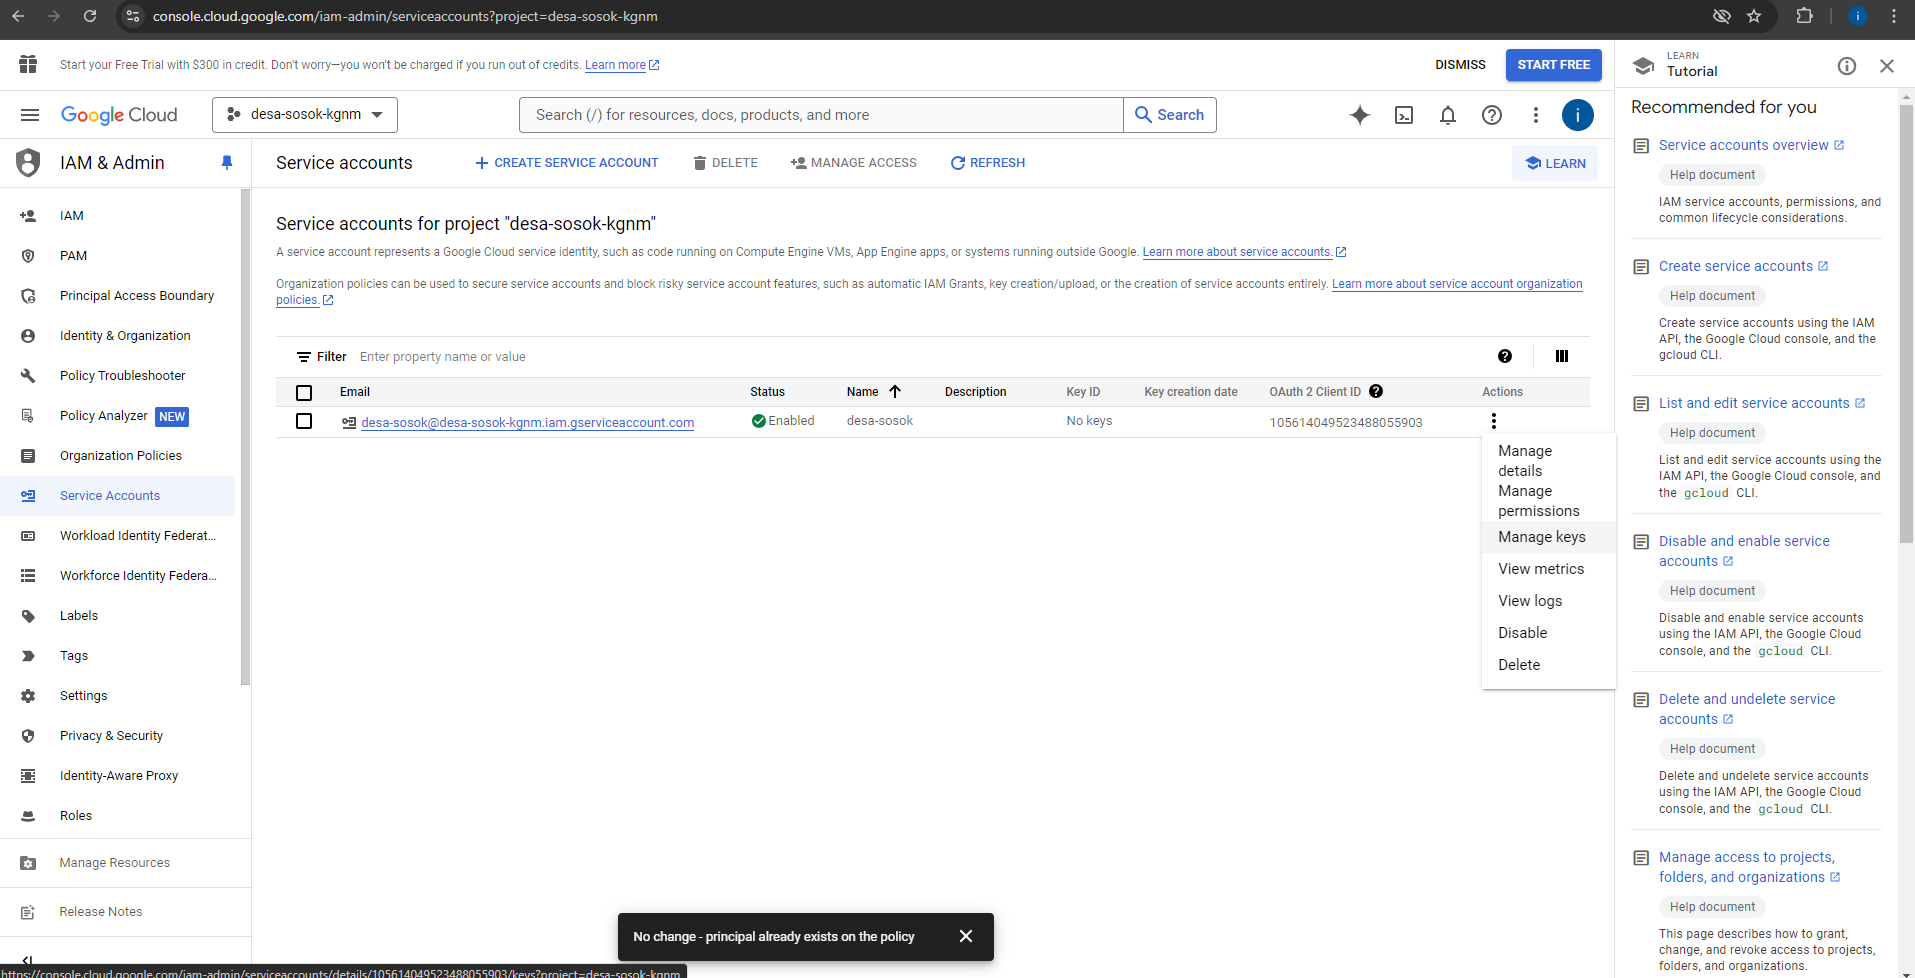 console.cloud.google.com/iam-admin/serviceaccounts?project=desa-sosok-kgnm
i
Start your Free Trial with $300 in credit. Don't worry—you won't be charged if you run out of credits. Learn more
DISMISS
START FREE
Google Cloud
desa-sosok-kgnm
Search (/) for resources, docs, products, and more
Search
i
IAM & Admin
IAM
PAM
Principal Access Boundary
Identity & Organization
Policy Troubleshooter
Policy Analyzer NEW
Organization Policies
Service Accounts
Workload Identity Federat...
Workforce Identity Federa...
Labels
Tags
Settings
Privacy & Security
Identity-Aware Proxy
Roles
Manage Resources
Release Notes
Service accounts
CREATE SERVICE ACCOUNT
DELETE
MANAGE ACCESS
REFRESH
LEARN
Service accounts for project "desa-sosok-kgnm"
A service account represents a Google Cloud service identity, such as code running on Compute Engine VMs, App Engine apps, or systems running outside Google. Learn more about service accounts.
Organization policies can be used to secure service accounts and block risky service account features, such as automatic IAM Grants, key creation/upload, or the creation of service accounts entirely. Learn more about service account organization
policies.
Filter Enter property name or value
Email Status Name Description Key ID Key creation date OAuth 2 Client ID Actions
desa-sosok@desa-sosok-kgnm.iam.gserviceaccount.com Enabled desa-sosok No keys 105614049523488055903
Manage
details
Manage
permissions
Manage keys
View metrics
View logs
Disable
Delete
No change - principal already exists on the policy
https://console.cloud.google.com/iam-admin/serviceaccounts/details/105614049523488055903/keys?project=desa-sosok-kgnm
LEARN
Tutorial
Recommended for you
Service accounts overview
Help document
IAM service accounts, permissions, and
common lifecycle considerations.
Create service accounts
Help document
Create service accounts using the IAM
API, the Google Cloud console, and the
gcloud CLI.
List and edit service accounts
Help document
List and edit service accounts using the
IAM API, the Google Cloud console, and
the gcloud CLI.
Disable and enable service
accounts
Help document
Disable and enable service accounts
using the IAM API, the Google Cloud
console, and the gcloud CLI.
Delete and undelete service
accounts
Help document
Delete and undelete service accounts
using the IAM API, the Google Cloud
console, and the gcloud CLI.
Manage access to projects,
folders, and organizations
Help document
This page describes how to grant,
change, and revoke access to projects,
folders, and organizations.